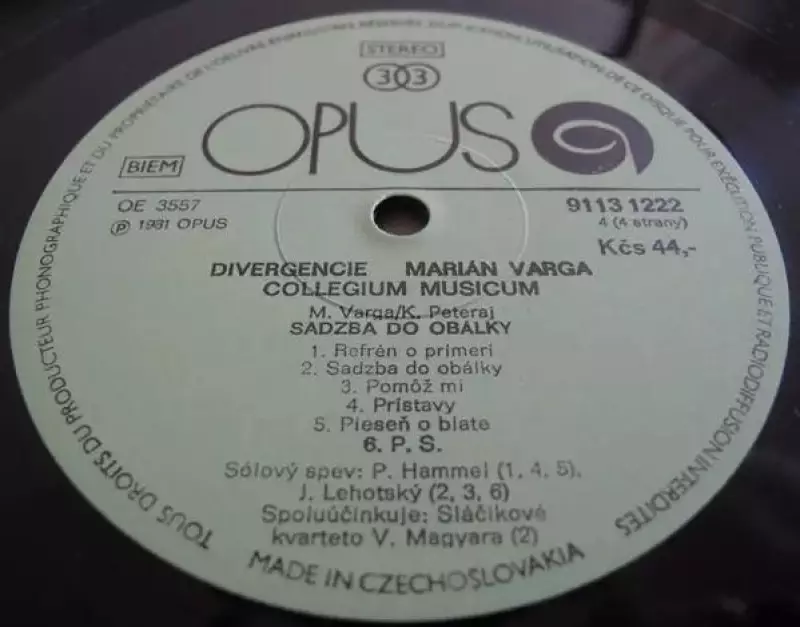 STEREO
33
OPUS
BIEM
OE 3557
℗ 1981 OPUS
9113 1222
4 (4 strany)
Kčs 44,-
DIVERGENCIE MARIÁN VARGA
COLLEGIUM MUSICUM
M. Varga/K. Peteraj
SADZBA DO OBÁLKY
1. Refrén o primeri
2. Sadzba do obálky
3. Pomôž mi
4. Prístavy
5. Pieseň o blate
6. P. S.
Sólový spev: P. Hammel (1, 4, 5).
J. Lehotský (2, 3, 6)
Spoluúčinkuje: Sláčikové
kvarteto V. Magyara (2)
TOUS DROITS DU PRODUCTEUR PHONOGRAPHIQUE ET DU PROPRIÉTAIRE DE L'OEUVRE ENREGISTRÉE RÉSERVÉS. DUPLICATION, UTILISATION DE CE DISQUE POUR EXÉCUTION PUBLIQUE ET RADIODIFFUSION INTERDITES
MADE IN CZECHOSLOVAKIA